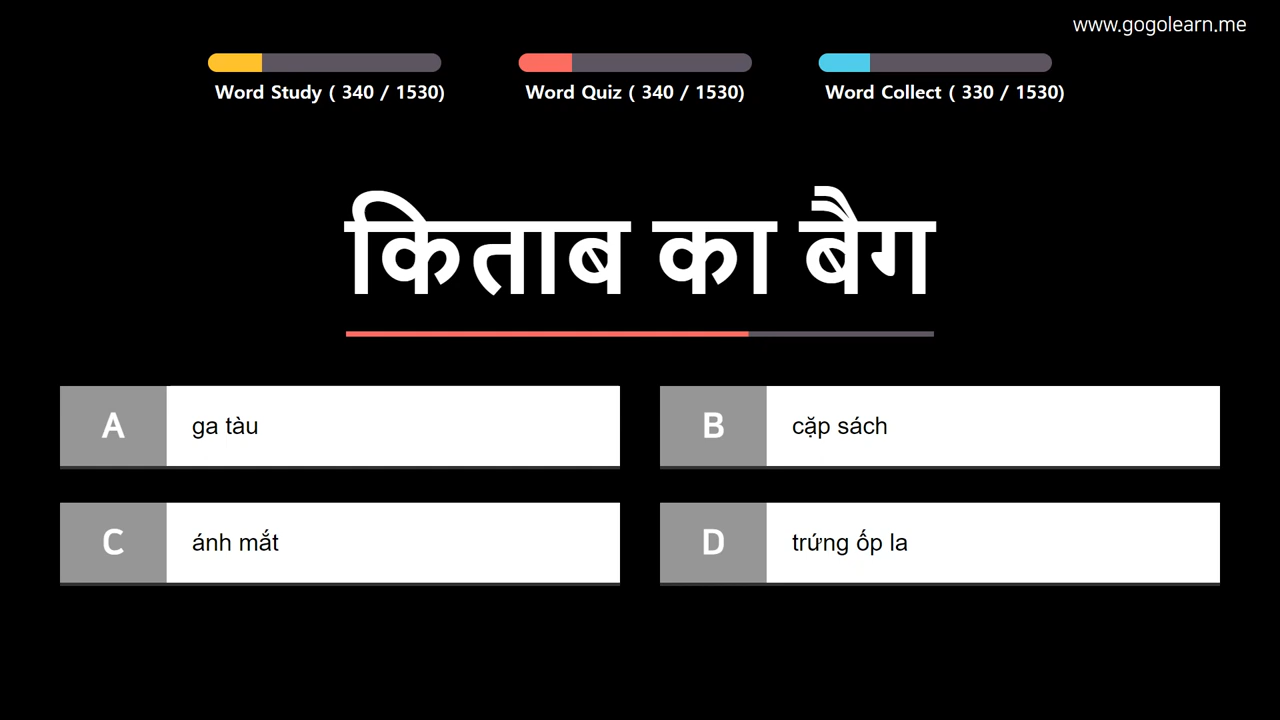 www.gogolearn.me
Word Study ( 340 / 1530)
Word Quiz ( 340 / 1530)
Word Collect ( 330 / 1530)
किताब का बैग
A
ga tàu
B
cặp sách
C
ánh mắt
D
trứng ốp la